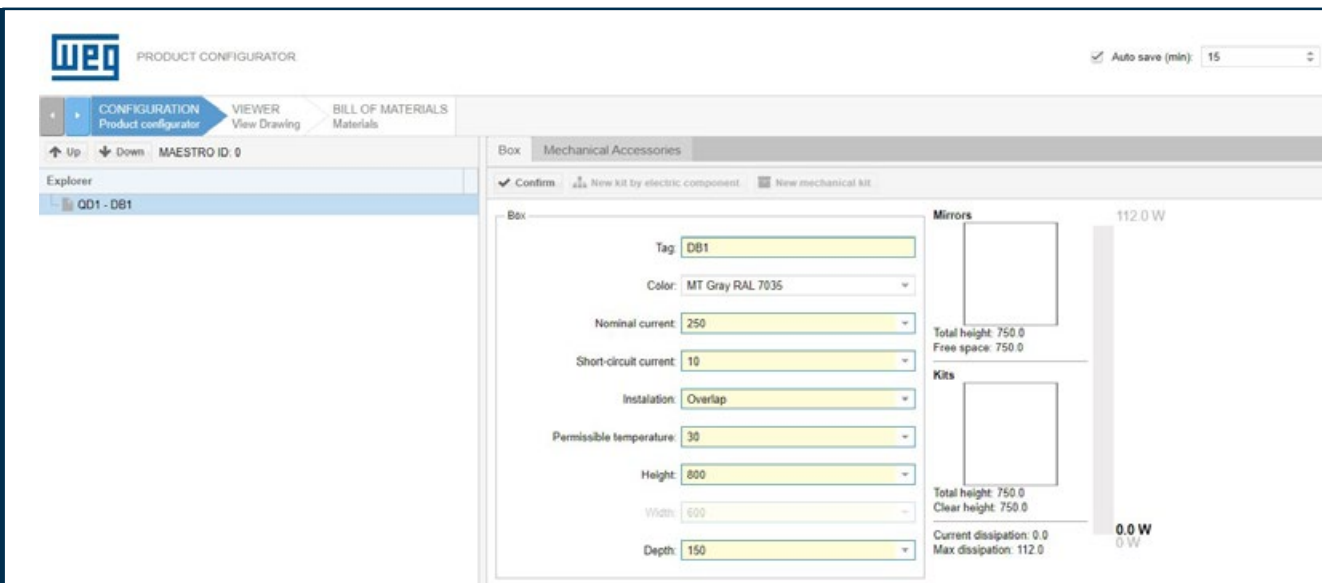 WEG
PRODUCT CONFIGURATOR
Auto save (min): 15
CONFIGURATION
Product configurator
VIEWER
View Drawing
BILL OF MATERIALS
Materials
Up Down MAESTRO ID: 0
Explorer
QD1 - DB1
Box Mechanical Accessories
Confirm New kit by electric component New mechanical kit
Box
Tag: DB1
Color: MT Gray RAL 7035
Nominal current: 250
Short-circuit current: 10
Instalation: Overlap
Permissible temperature: 30
Height: 800
Width: 600
Depth: 150
Mirrors
Total height: 750.0
Free space: 750.0
Kits
Total height: 750.0
Clear height: 750.0
Current dissipation: 0.0
Max dissipation: 112.0
112.0 W
0.0 W
0 W